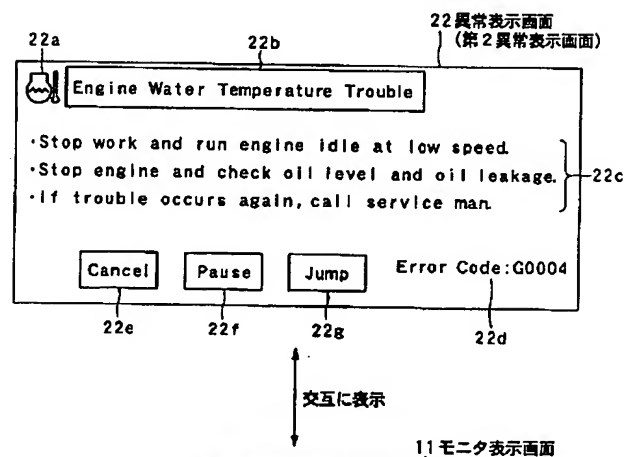 22a
22b
22異常表示画面
(第2異常表示画面)
Engine Water Temperature Trouble
・Stop work and run engine idle at low speed.
・Stop engine and check oil level and oil leakage.
・If trouble occurs again, call service man.
22c
Cancel Pause Jump Error Code:G0004
22e 22f 22g 22d
交互に表示
11モニタ表示画面